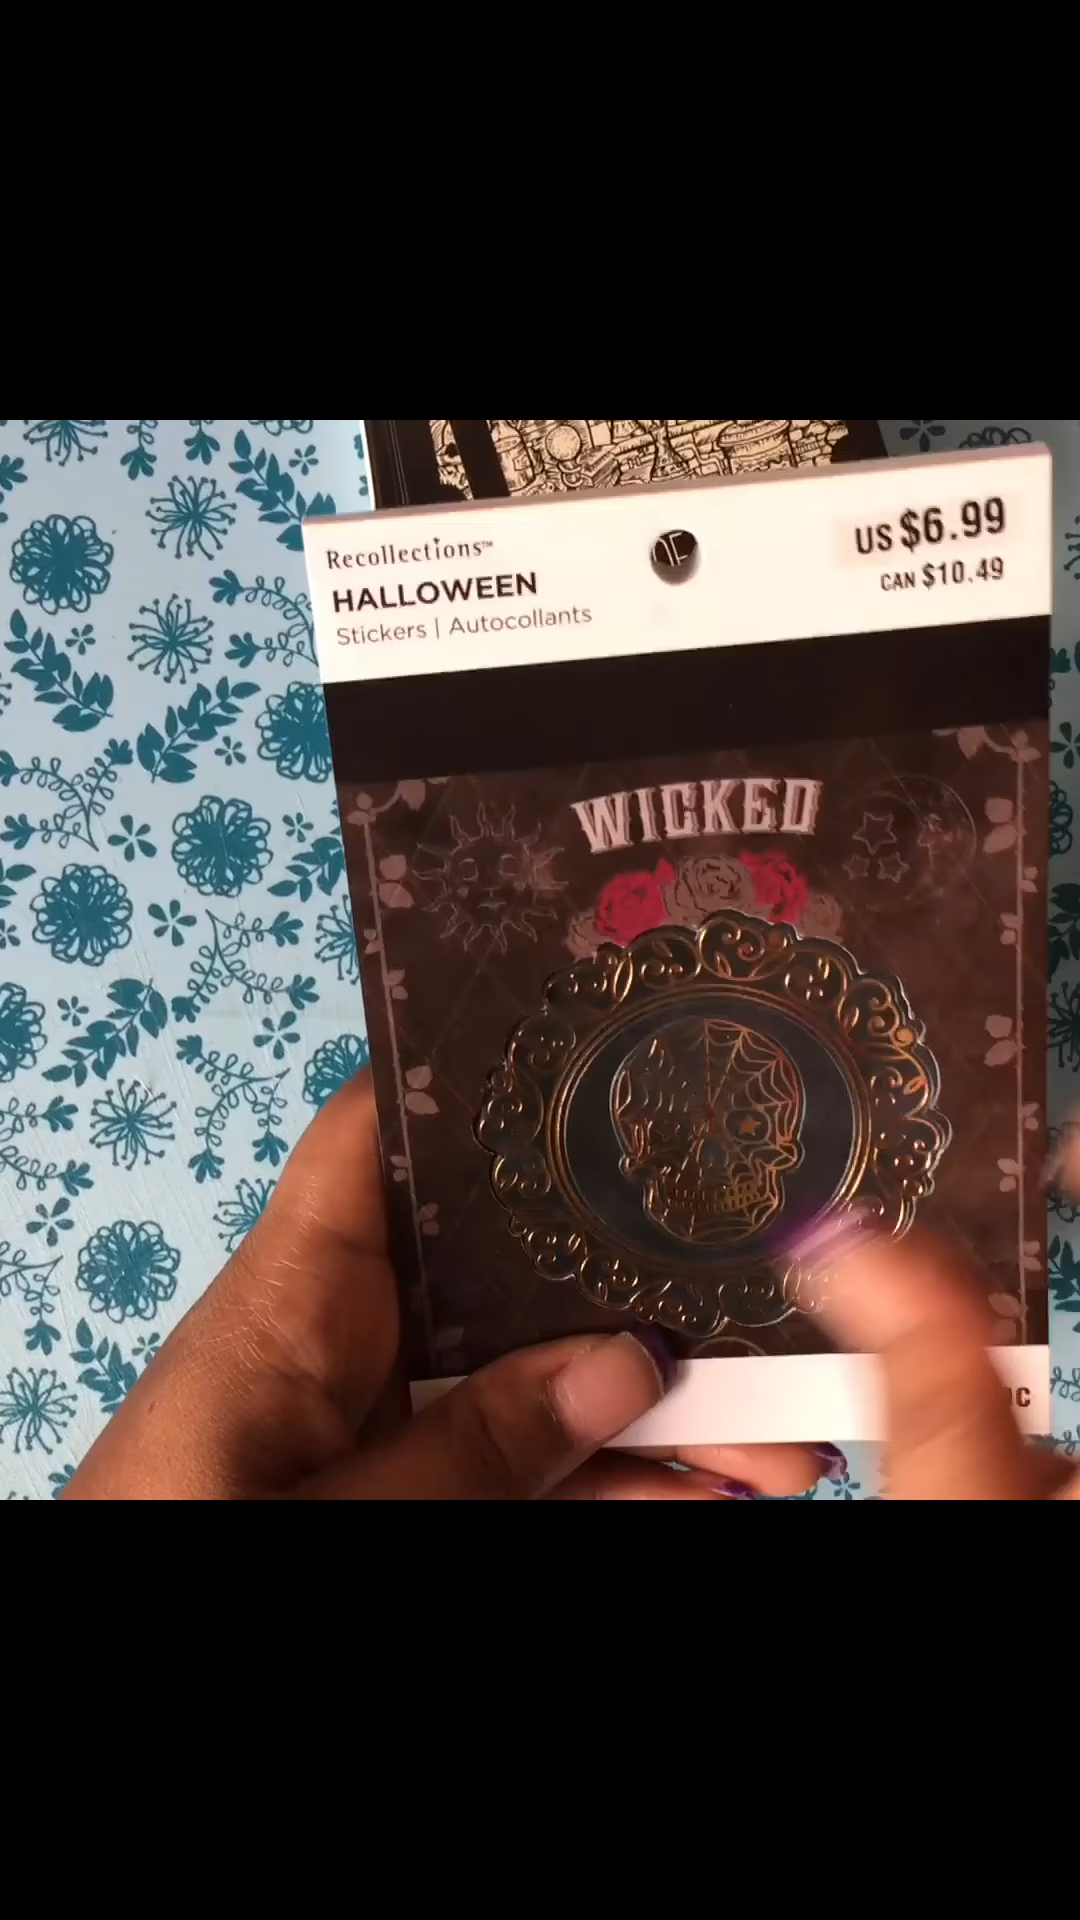 Recollections™
HALLOWEEN
Stickers | Autocollants
US $6.99
CAN $10.49
WICKED